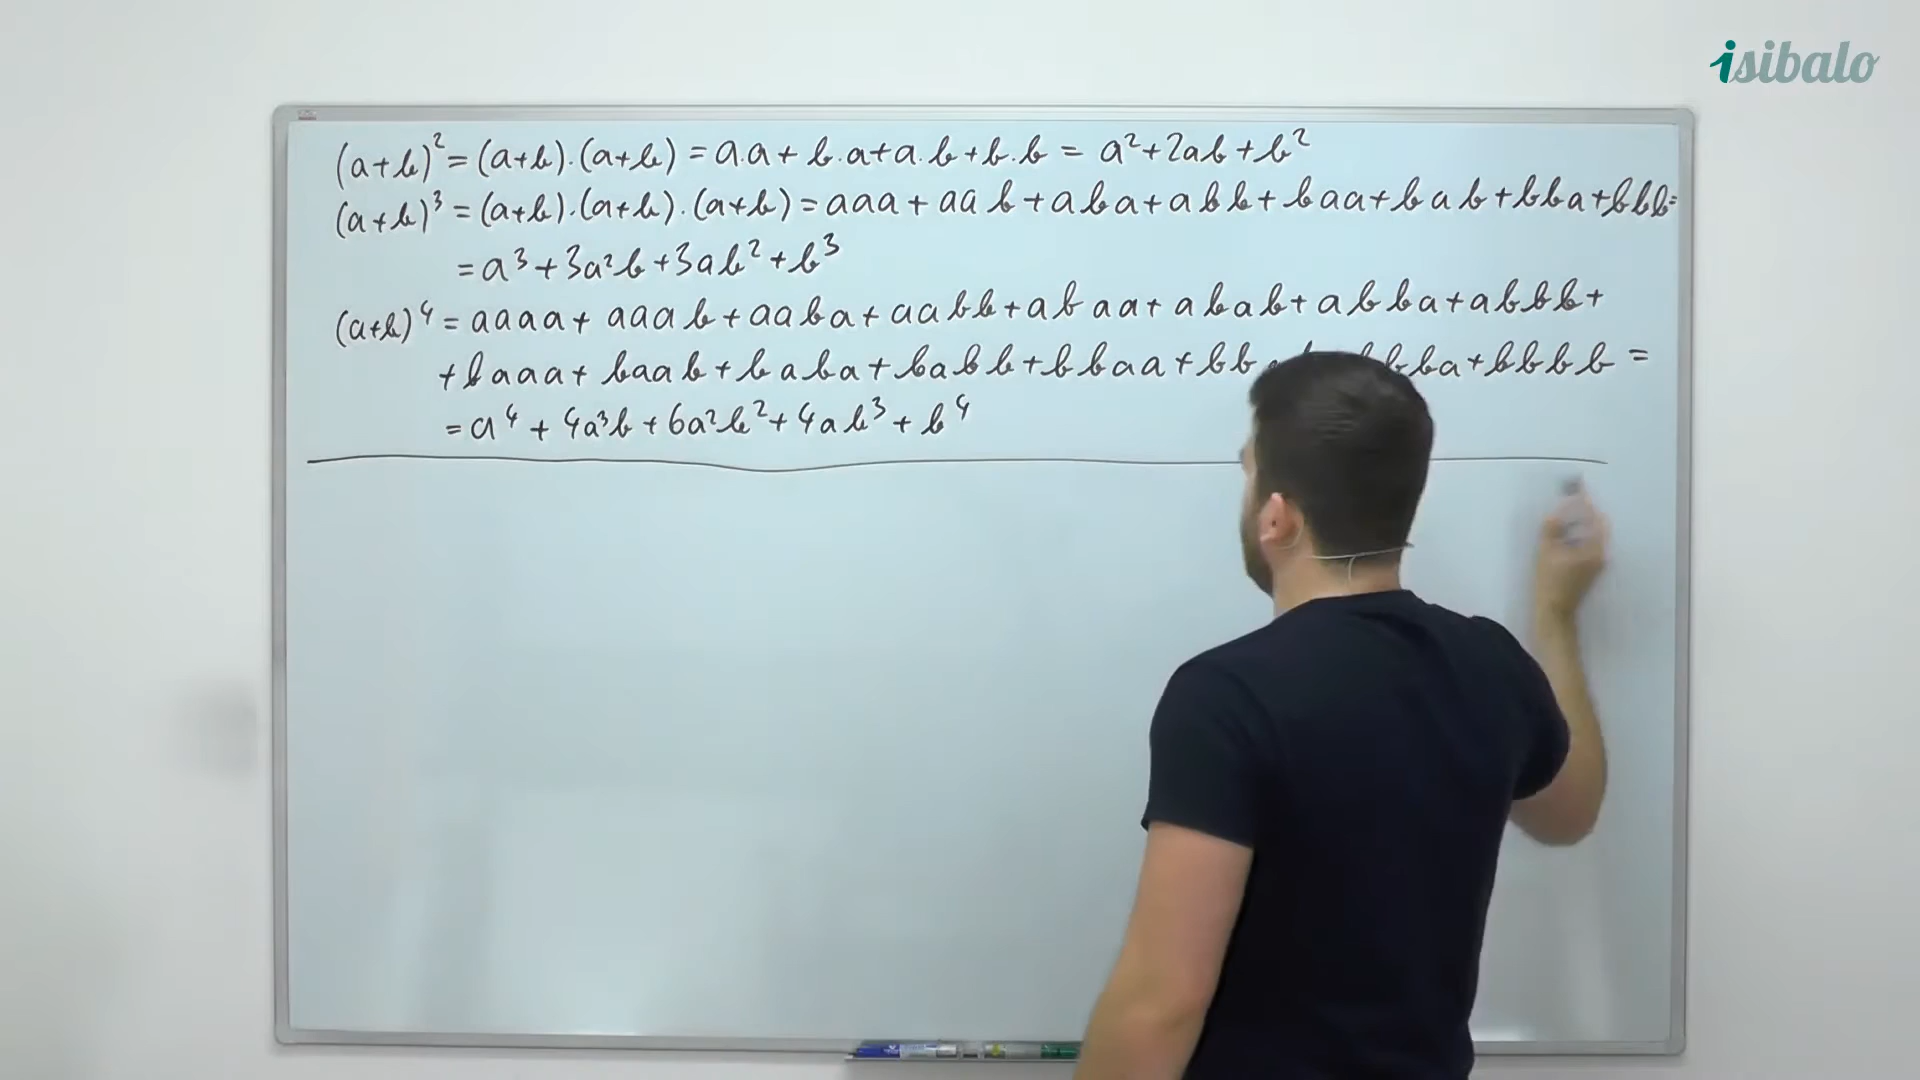 isibalo
(a+b)² = (a+b).(a+b) = a.a + b.a + a.b + b.b = a² + 2ab + b²
(a+b)³ = (a+b).(a+b).(a+b) = aaa + aab + aba + abb + baa + bab + bba + bbb =
= a³ + 3a²b + 3ab² + b³
(a+b)⁴ = aaaa + aaab + aaba + aabb + abaa + abab + abba + abbb +
+ baaa + baab + baba + babb + bbaa + bb bba + bbbb =
= a⁴ + 4a³b + 6a²b² + 4ab³ + b⁴